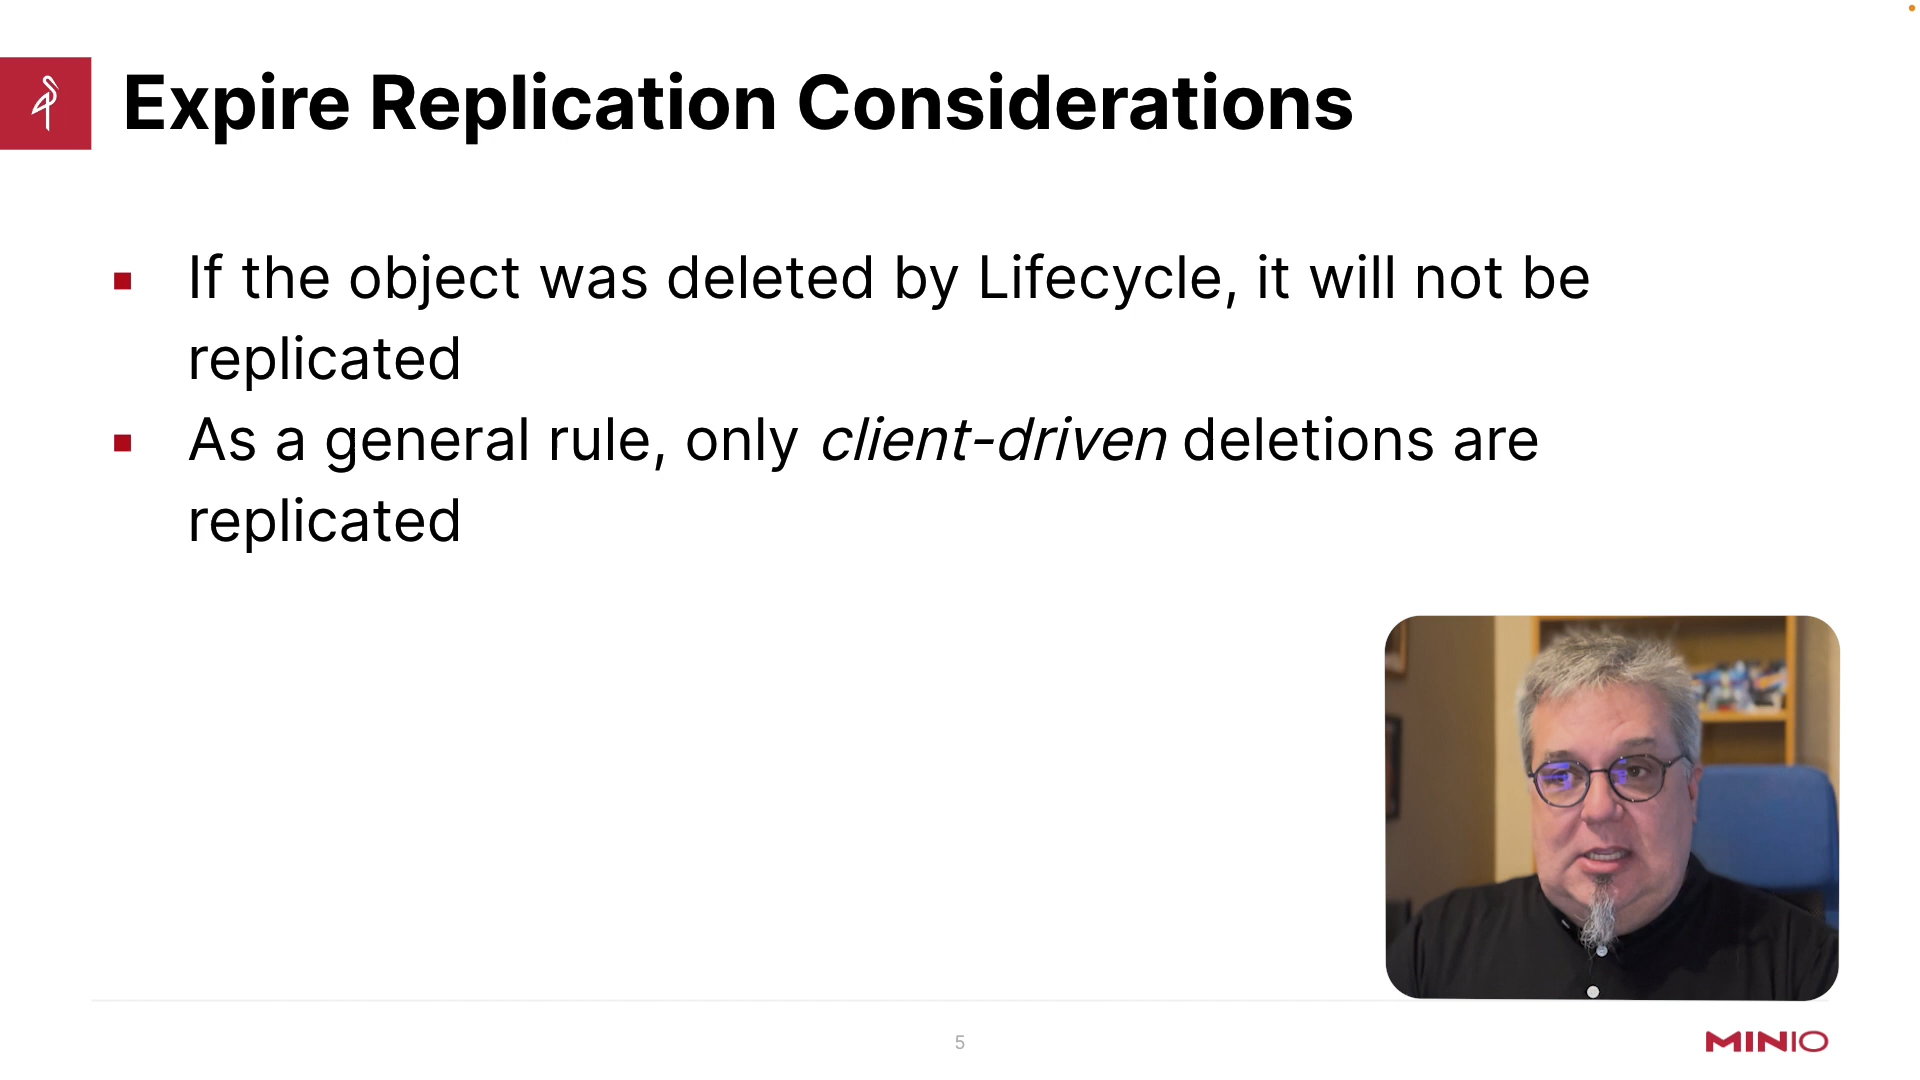 Expire Replication Considerations
If the object was deleted by Lifecycle, it will not be
replicated
As a general rule, only client-driven deletions are
replicated
5
MINIO